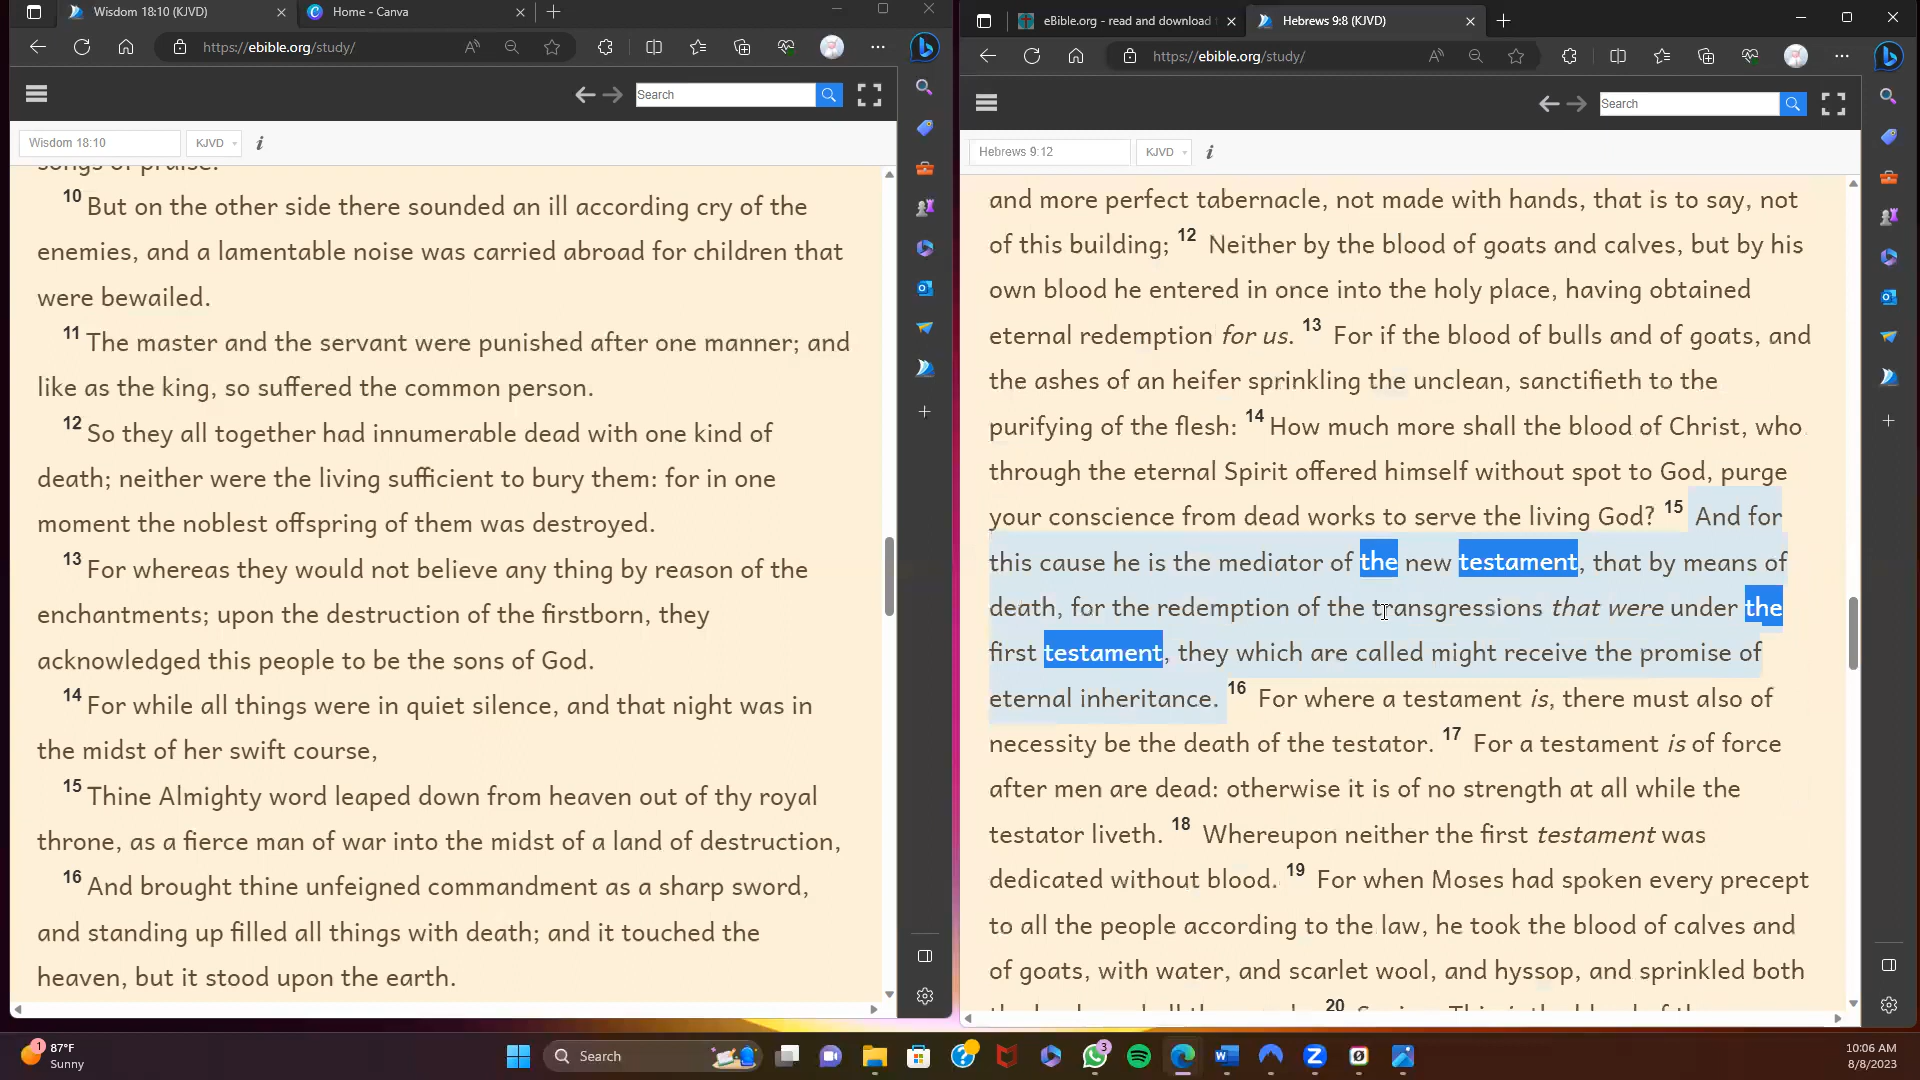 Wisdom 18:10 (KJVD)
Home - Canva
https://ebible.org/study/
Search
Wisdom 18:10
KJVD
i
songs of praise.
10 But on the other side there sounded an ill according cry of the
enemies, and a lamentable noise was carried abroad for children that
were bewailed.
11 The master and the servant were punished after one manner; and
like as the king, so suffered the common person.
12 So they all together had innumerable dead with one kind of
death; neither were the living sufficient to bury them: for in one
moment the noblest offspring of them was destroyed.
13 For whereas they would not believe any thing by reason of the
enchantments; upon the destruction of the firstborn, they
acknowledged this people to be the sons of God.
14 For while all things were in quiet silence, and that night was in
the midst of her swift course,
15 Thine Almighty word leaped down from heaven out of thy royal
throne, as a fierce man of war into the midst of a land of destruction,
16 And brought thine unfeigned commandment as a sharp sword,
and standing up filled all things with death; and it touched the
heaven, but it stood upon the earth.
eBible.org - read and download
Hebrews 9:8 (KJVD)
https://ebible.org/study/
Search
Hebrews 9:12
KJVD
i
and more perfect tabernacle, not made with hands, that is to say, not
of this building; 12 Neither by the blood of goats and calves, but by his
own blood he entered in once into the holy place, having obtained
eternal redemption for us. 13 For if the blood of bulls and of goats, and
the ashes of an heifer sprinkling the unclean, sanctifieth to the
purifying of the flesh: 14 How much more shall the blood of Christ, who
through the eternal Spirit offered himself without spot to God, purge
your conscience from dead works to serve the living God? 15 And for
this cause he is the mediator of the new testament, that by means of
death, for the redemption of the transgressions that were under the
first testament, they which are called might receive the promise of
eternal inheritance. 16 For where a testament is, there must also of
necessity be the death of the testator. 17 For a testament is of force
after men are dead: otherwise it is of no strength at all while the
testator liveth. 18 Whereupon neither the first testament was
dedicated without blood. 19 For when Moses had spoken every precept
to all the people according to the law, he took the blood of calves and
of goats, with water, and scarlet wool, and hyssop, and sprinkled both
20
1
87°F
Sunny
Search
3
10:06 AM
8/8/2023